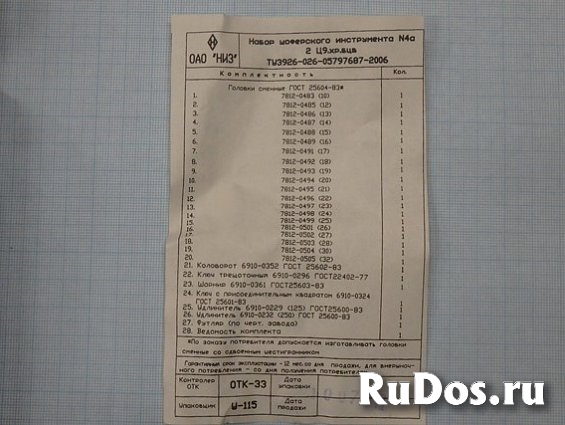 Набор шоферского инструмента N4а
2 Ц9.хр.бцв
ОАО "НИЗ"
ТУ3926-026-05797687-2006
Комплектность Кол.
Головки сменные ГОСТ 25604-83*
1. 7812-0483 (10) 1
2. 7812-0485 (12) 1
3. 7812-0486 (13) 1
4. 7812-0487 (14) 1
5. 7812-0488 (15) 1
6. 7812-0489 (16) 1
7. 7812-0491 (17) 1
8. 7812-0492 (18) 1
9. 7812-0493 (19) 1
10. 7812-0494 (20) 1
11. 7812-0495 (21) 1
12. 7812-0496 (22) 1
13. 7812-0497 (23) 1
14. 7812-0498 (24) 1
15. 7812-0499 (25) 1
16. 7812-0501 (26) 1
17. 7812-0502 (27) 1
18. 7812-0503 (28) 1
19. 7812-0504 (30) 1
20. 7812-0505 (32) 1
21. Коловорот 6910-0352 ГОСТ 25602-83 1
22. Ключ трещоточный 6910-0296 ГОСТ22402-77 1
23. Шарнир 6910-0361 ГОСТ25603-83 1
24. Ключ с присоединительным квадратом 6910-0324
ГОСТ 25601-83 1
25. Удлинитель 6910-0229 (125) ГОСТ25600-83 1
26. Удлинитель 6910-0232 (250) ГОСТ 25600-83 1
27. Футляр (по черт. завода) 1
28. Ведомость комплекта 1
*По заказу потребителя допускается изготавливать головки
сменные со сдвоенным шестигранником
Гарантийный срок эксплуатации - 12 мес.со дня продажи, для внерыноч-
ного потребления - со дня получения потребителем
Контролер ОТК ОТК-33 Дата упаковки
Упаковщик Ш-115 Дата продажи
RuDos.ru